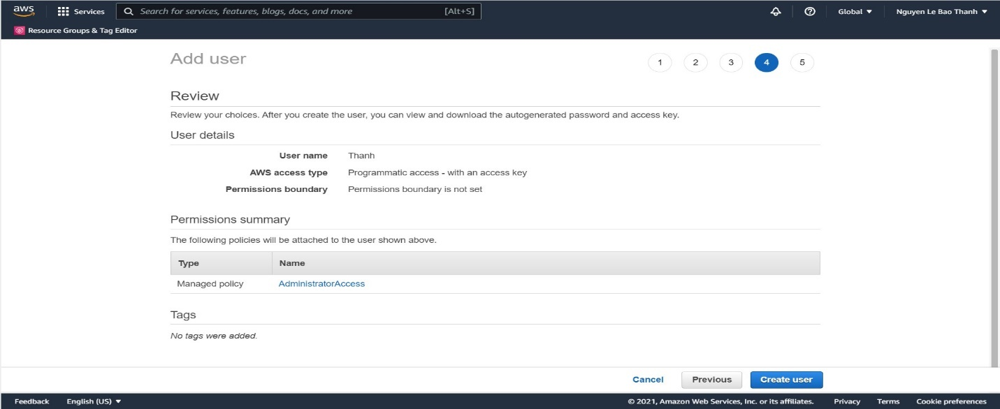 aws Services Search for services, features, blogs, docs, and more [Alt+S] Global Nguyen Le Bao Thanh
Resource Groups & Tag Editor
Add user 1 2 3 4 5
Review
Review your choices. After you create the user, you can view and download the autogenerated password and access key.
User details
User name Thanh
AWS access type Programmatic access - with an access key
Permissions boundary Permissions boundary is not set
Permissions summary
The following policies will be attached to the user shown above.
Type Name
Managed policy AdministratorAccess
Tags
No tags were added.
Cancel Previous Create user
Feedback English (US) © 2021, Amazon Web Services, Inc. or its affiliates. Privacy Terms Cookie preferences